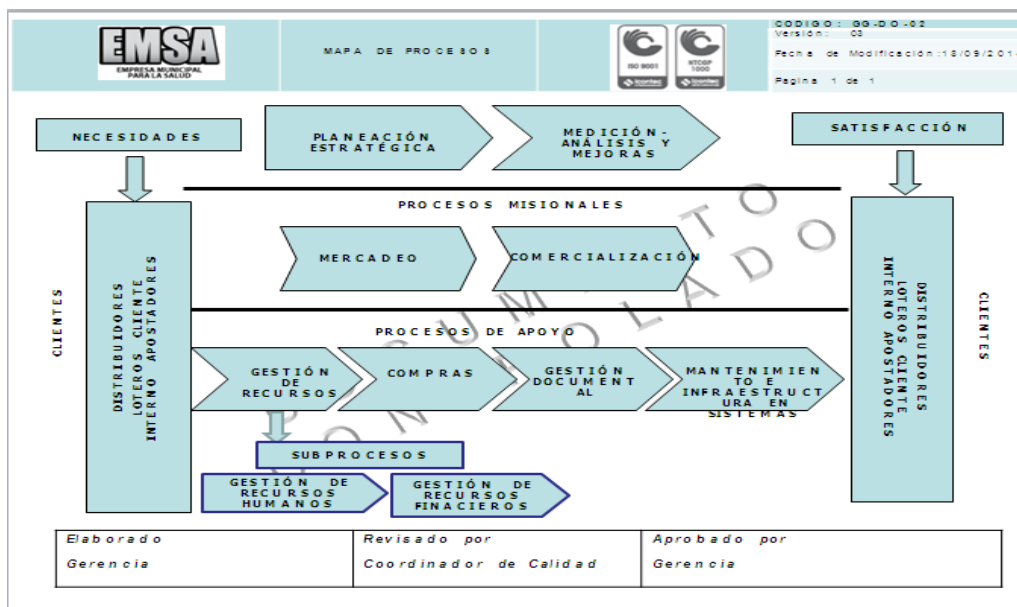 EMSA
EMPRESA MUNICIPAL
PARA LA SALUD
MAPA DE PROCESOS
ISO 9001
icontec
NTCGP
1000
icontec
CODIGO: GG-DO-02
Versión: 03
Fecha de Modificación:18/09/201
Pagina 1 de 1
NECESIDADES
PLANEACIÓN
ESTRATÉGICA
MEDICIÓN-
ANÁLISIS Y
MEJORAS
SATISFACCIÓN
PROCESOS MISIONALES
MERCADEO
COMERCIALIZACIÓN
CLIENTES
DISTRIBUIDORES
LOTEROS CLIENTE
INTERNO APOSTADORES
DISTRIBUIDORES
LOTEROS CLIENTE
INTERNO APOSTADORES
CLIENTES
PROCESOS DE APOYO
GESTIÓN
DE
RECURSOS
COMPRAS
GESTIÓN
DOCUMENT
AL
MANTENIMIEN
TO E
INFRAESTRUCT
URA EN
SISTEMAS
SUBPROCESOS
GESTIÓN DE
RECURSOS
HUMANOS
GESTIÓN DE
RECURSOS
FINACIEROS
Elaborado
Gerencia
Revisado por
Coordinador de Calidad
Aprobado por
Gerencia